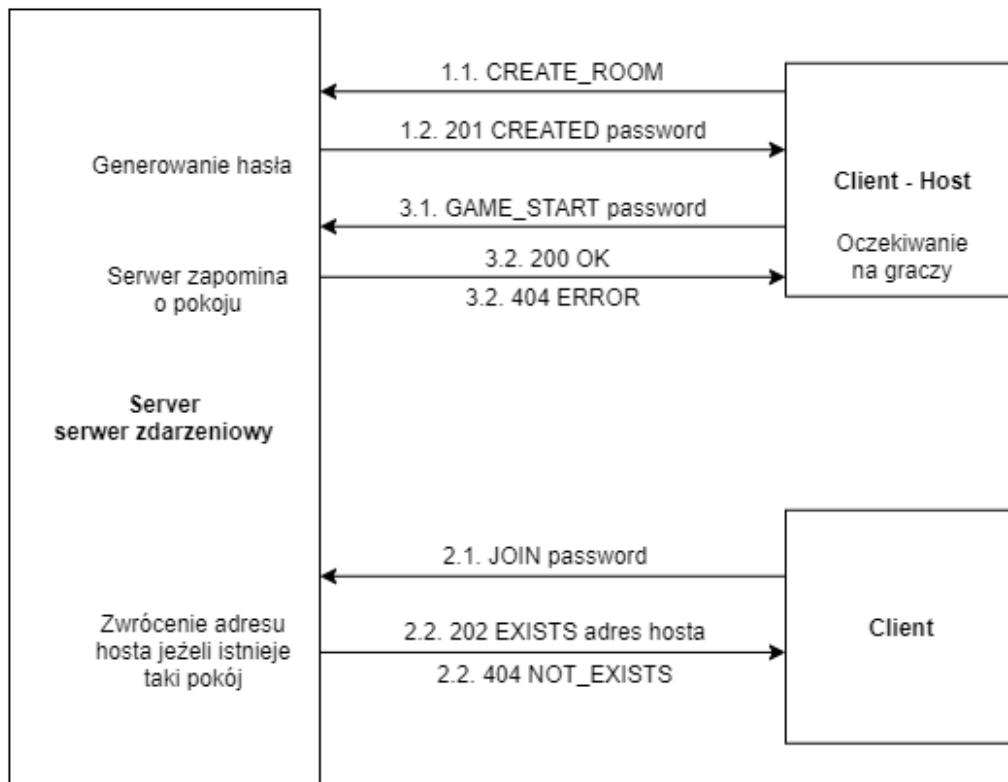 1.1. CREATE_ROOM
1.2. 201 CREATED password
Generowanie hasła
Client - Host
3.1. GAME_START password
Oczekiwanie
na graczy
3.2. 200 OK
Serwer zapomina
o pokoju
3.2. 404 ERROR
Server
serwer zdarzeniowy
2.1. JOIN password
Zwrócenie adresu
hosta jeżeli istnieje
taki pokój
2.2. 202 EXISTS adres hosta
2.2. 404 NOT_EXISTS
Client